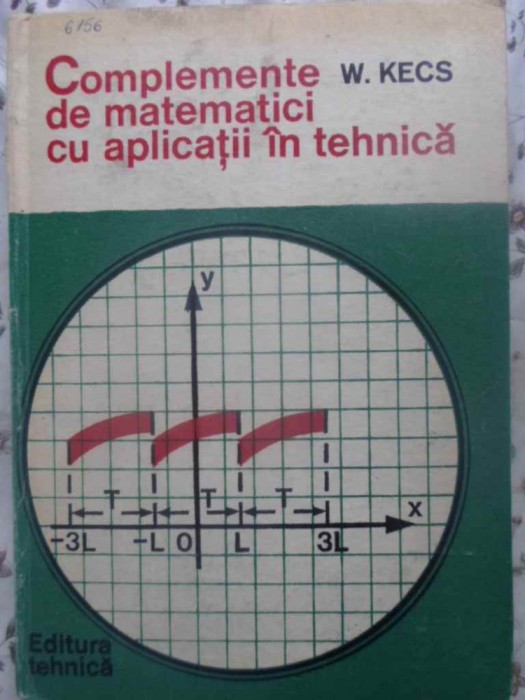 6156
Complemente W. KECS
de matematici
cu aplicații în tehnică
y
T T T
x
-3L -L 0 L 3L
Editura
tehnică